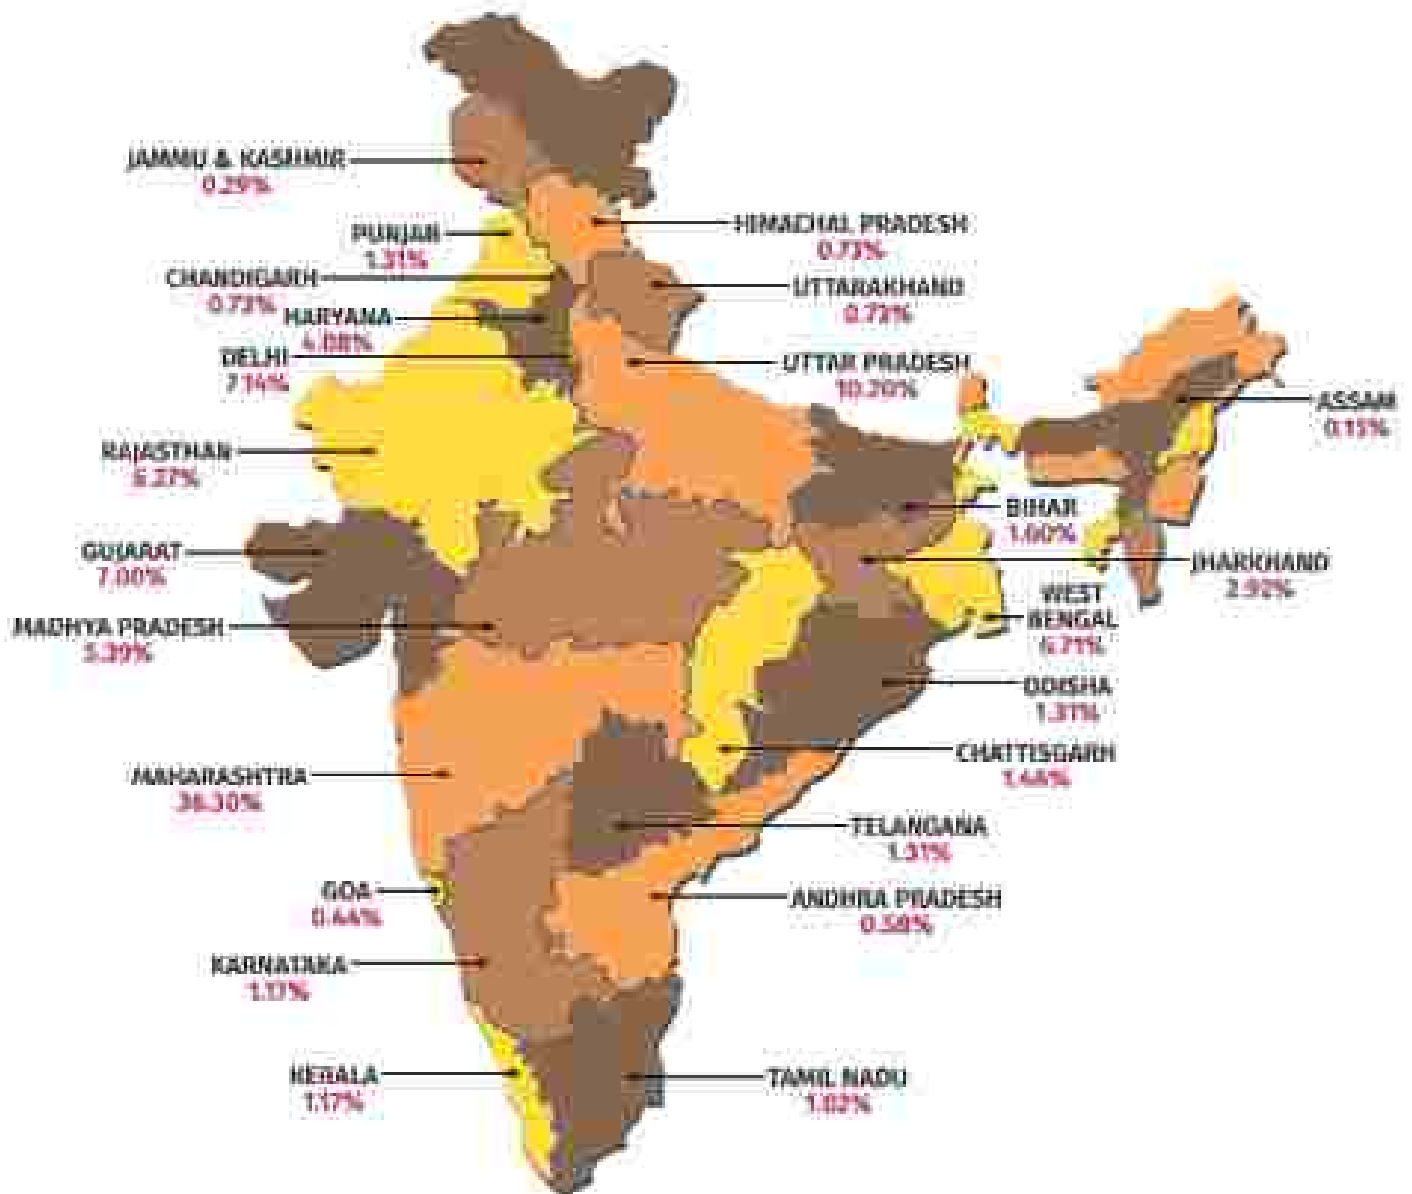 JAMMU & KASHMIR
0.29%
PUNJAB
1.31%
HIMACHAL PRADESH
0.73%
CHANDIGARH
0.73%
UTTARAKHAND
0.73%
HARYANA
4.08%
DELHI
7.14%
UTTAR PRADESH
10.20%
ASSAM
0.15%
RAJASTHAN
6.27%
BIHAR
1.60%
GUJARAT
7.00%
JHARKHAND
2.92%
WEST
BENGAL
6.71%
MADHYA PRADESH
5.39%
ODISHA
1.31%
CHATTISGARH
1.46%
MAHARASHTRA
36.30%
TELANGANA
1.31%
GOA
0.44%
ANDHRA PRADESH
0.58%
KARNATAKA
1.17%
KERALA
1.17%
TAMIL NADU
1.02%